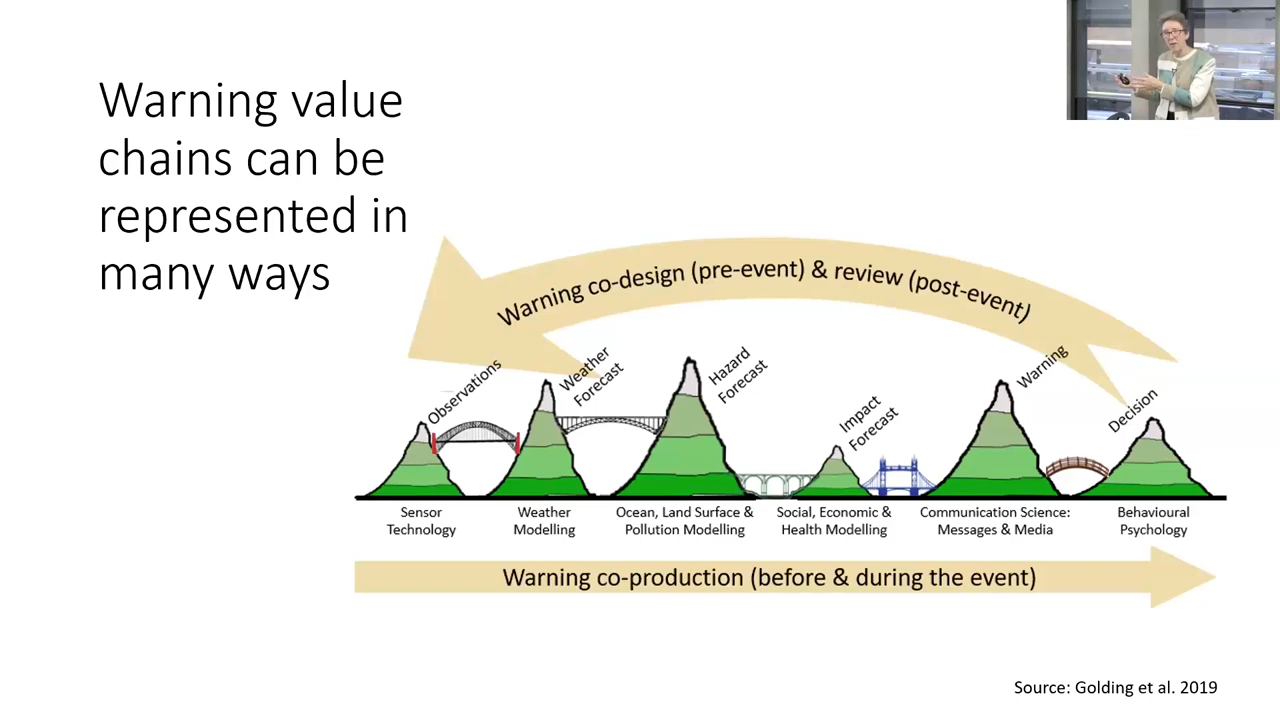 Warning value
chains can be
represented in
many ways
Warning co-design (pre-event) & review (post-event)
Observations
Weather
Forecast
Hazard
Forecast
Impact
Forecast
Warning
Decision
Sensor
Technology
Weather
Modelling
Ocean, Land Surface &
Pollution Modelling
Social, Economic &
Health Modelling
Communication Science:
Messages & Media
Behavioural
Psychology
Warning co-production (before & during the event)
Source: Golding et al. 2019